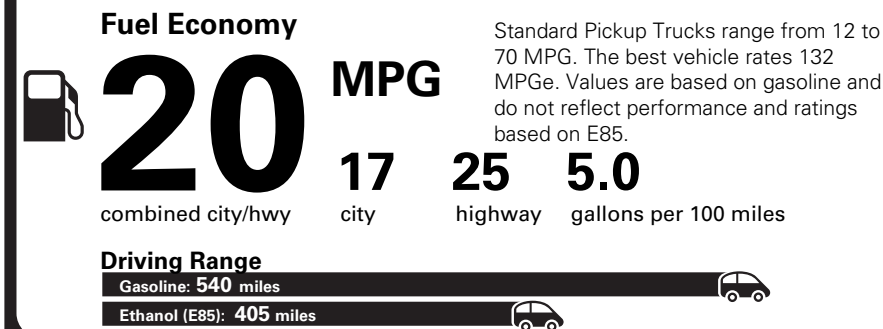 Fuel Economy
20 MPG
Standard Pickup Trucks range from 12 to
70 MPG. The best vehicle rates 132
MPGe. Values are based on gasoline and
do not reflect performance and ratings
based on E85.
17 25 5.0
combined city/hwy city highway gallons per 100 miles
Driving Range
Gasoline: 540 miles
Ethanol (E85): 405 miles